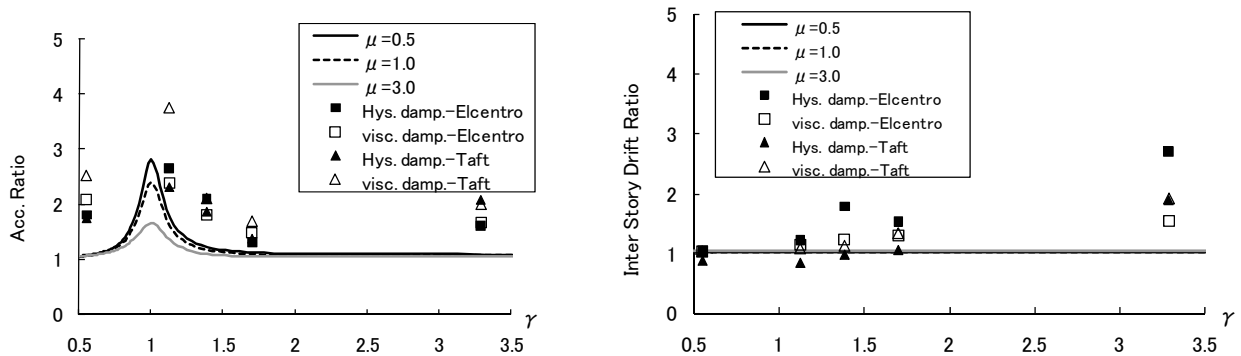 Acc. Ratio
5
4
3
2
1
0
0.5 1 1.5 2 2.5 3 3.5
γ
μ=0.5
μ=1.0
μ=3.0
Hys. damp.-Elcentro
visc. damp.-Elcentro
Hys. damp.-Taft
visc. damp.-Taft
Inter Story Drift Ratio
5
4
3
2
1
0
0.5 1 1.5 2 2.5 3 3.5
γ
μ=0.5
μ=1.0
μ=3.0
Hys. damp.-Elcentro
visc. damp.-Elcentro
Hys. damp.-Taft
visc. damp.-Taft